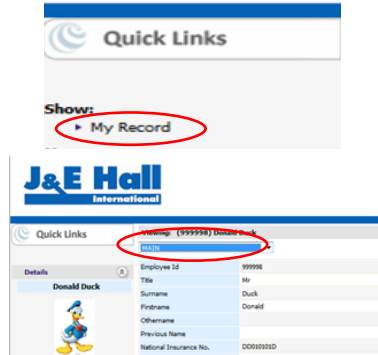 Quick Links
Show:
My Record
J&E Hall
International
Quick Links
Viewing: (999998) Donald Duck
MAIN
Details
Donald Duck
Employee Id 999998
Title Mr
Surname Duck
Firstname Donald
Othername
Previous Name
National Insurance No. DD010101D